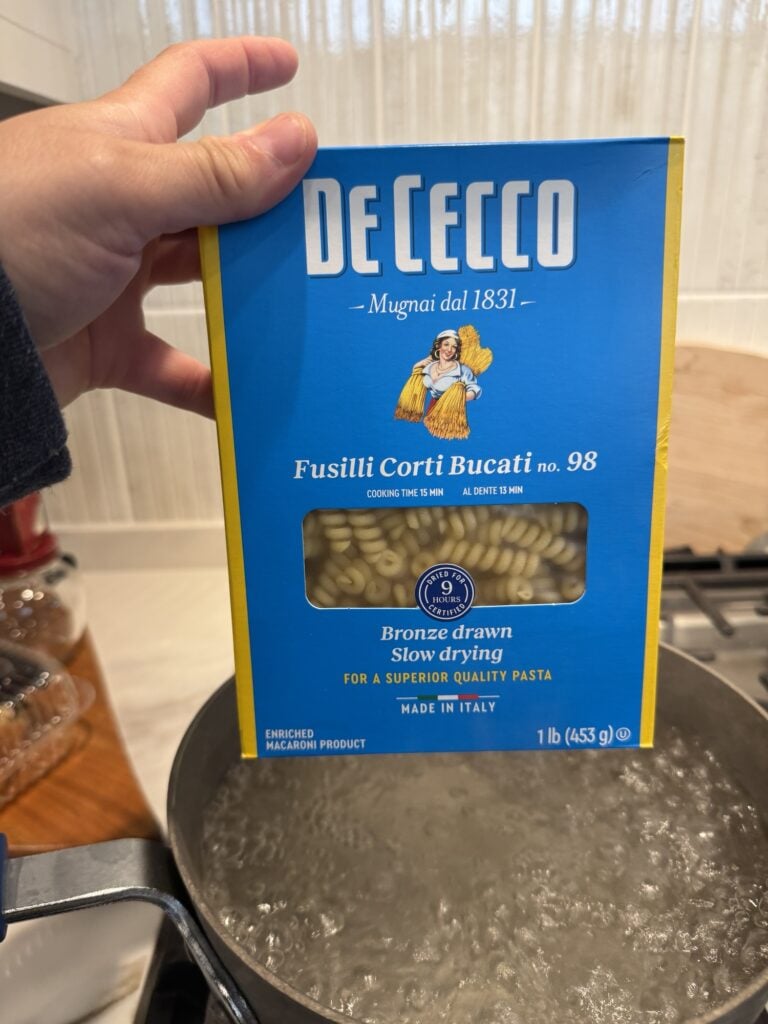 DE CECCO
– Mugnai dal 1831 –
Fusilli Corti Bucati no. 98
COOKING TIME 15 MIN AL DENTE 13 MIN
DRIED FOR
9
HOURS
CERTIFIED
Bronze drawn
Slow drying
FOR A SUPERIOR QUALITY PASTA
MADE IN ITALY
ENRICHED
MACARONI PRODUCT
1 lb (453 g) Ⓤ